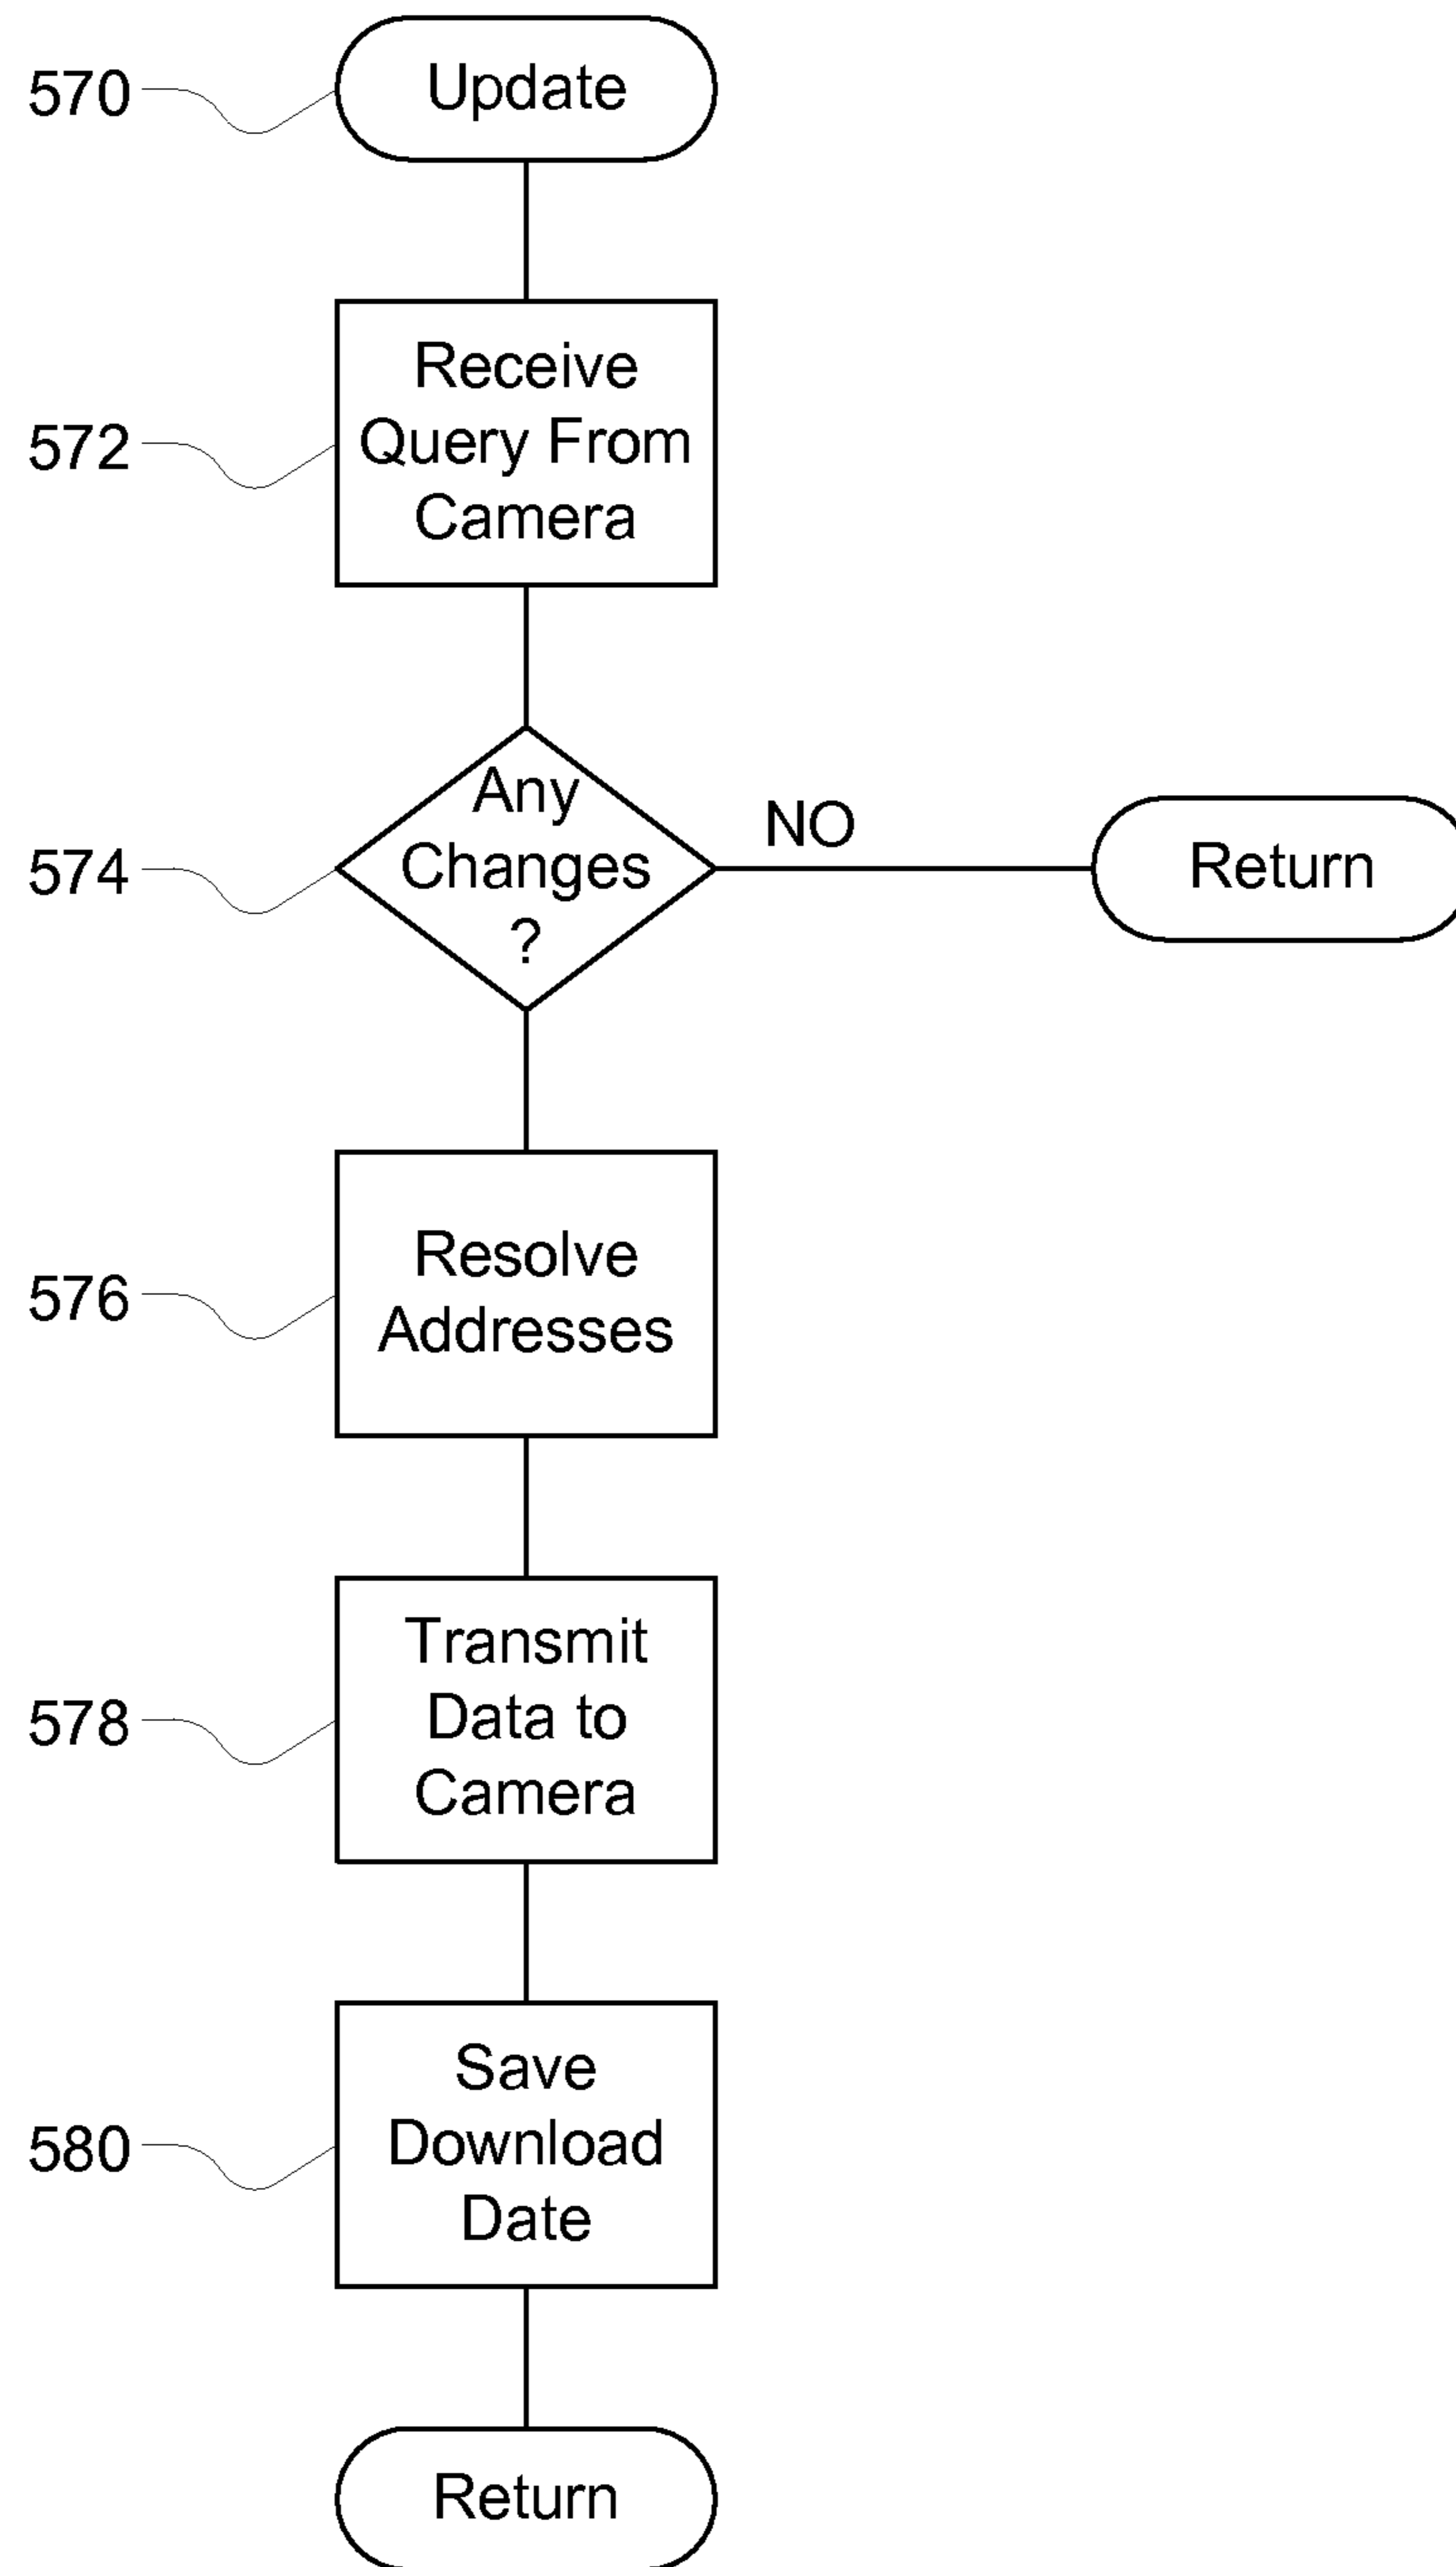 570
Update
572
Receive
Query From
Camera
574
Any
Changes
?
NO
Return
576
Resolve
Addresses
578
Transmit
Data to
Camera
580
Save
Download
Date
Return